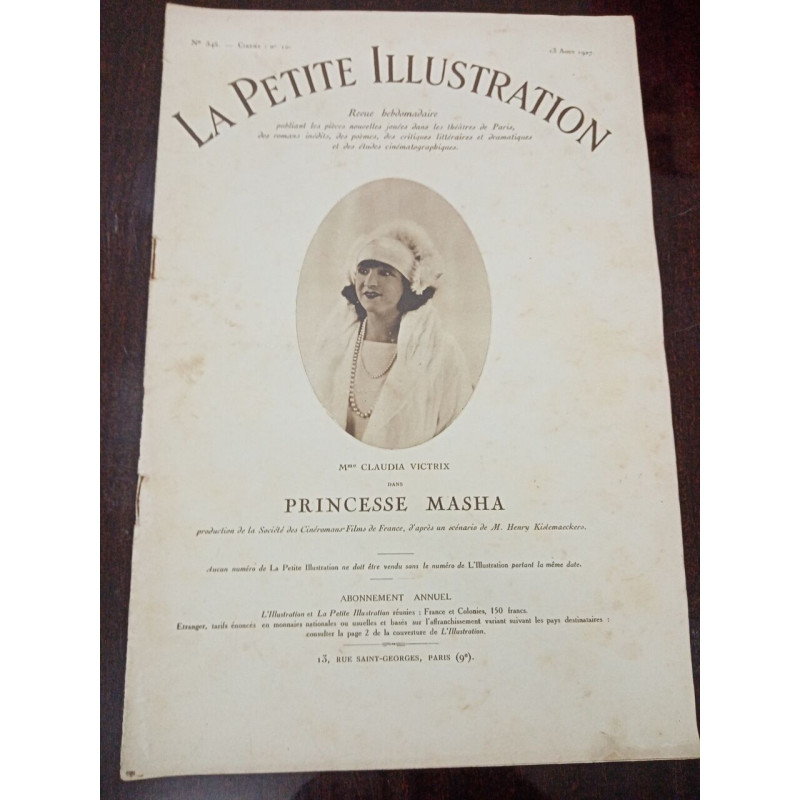 Nº 346. — Cinéma : nº 10.
13 Août 1927
LA PETITE ILLUSTRATION
Revue hebdomadaire
publiant les pièces nouvelles jouées dans les théâtres de Paris,
des romans inédits, des poèmes, des critiques littéraires et dramatiques
et des études cinématographiques.
Mme CLAUDIA VICTRIX
DANS
PRINCESSE MASHA
production de la Société des Cinéromans-Films de France, d'après un scénario de M. Henry Kistemaeckers.
Aucun numéro de La Petite Illustration ne doit être vendu sans le numéro de L'Illustration portant la même date.
ABONNEMENT ANNUEL
L'Illustration et La Petite Illustration réunies : France et Colonies, 150 francs.
Étranger, tarifs énoncés en monnaies nationales ou usuelles et basés sur l'affranchissement variant suivant les pays destinataires :
consulter la page 2 de la couverture de L'Illustration.
13, RUE SAINT-GEORGES, PARIS (9e).